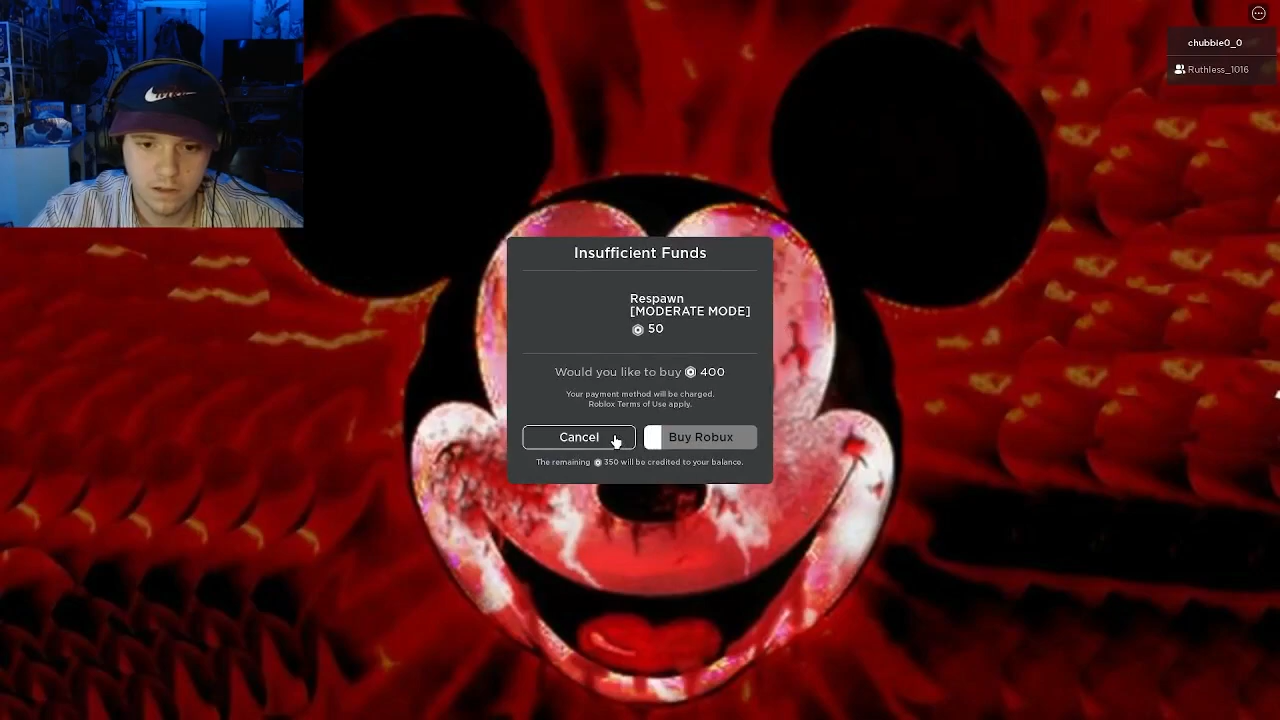 chubbie0_0
Ruthless_1016
Insufficient Funds
Respawn
[MODERATE MODE]
50
Would you like to buy 400
Your payment method will be charged.
Roblox Terms of Use apply.
Cancel
Buy Robux
The remaining 350 will be credited to your balance.